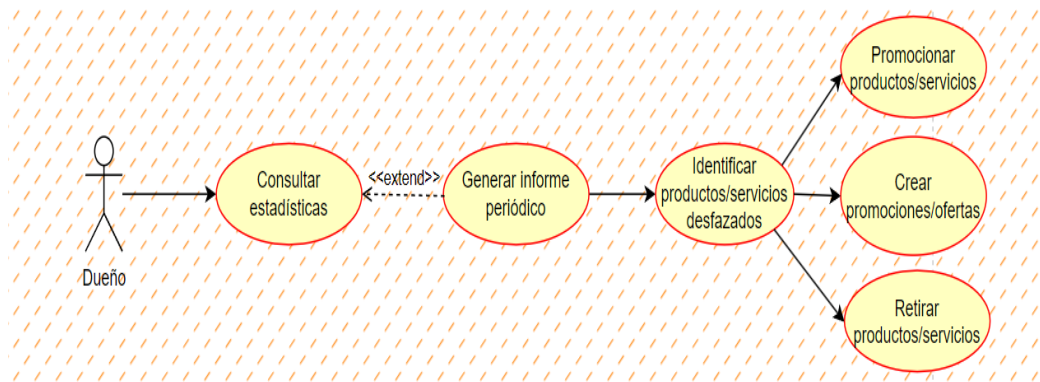 Promocionar
productos/servicios
Consultar
estadísticas
<<extend>>
Generar informe
periódico
Identificar
productos/servicios
desfazados
Crear
promociones/ofertas
Dueño
Retirar
productos/servicios